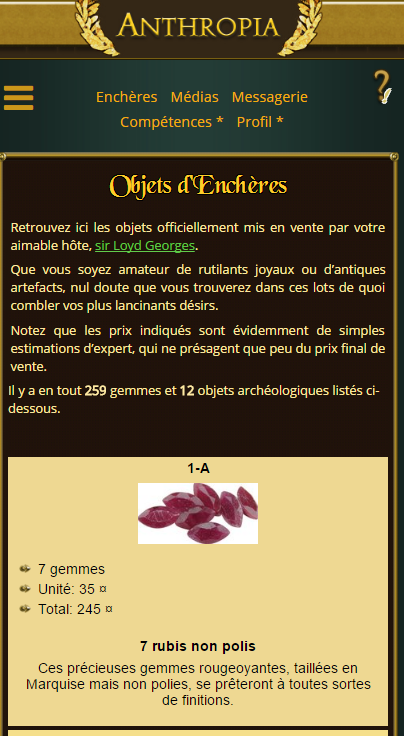 ANTHROPIA
Enchères Médias Messagerie
Compétences * Profil *
Objets d'Enchères
Retrouvez ici les objets officiellement mis en vente par votre
aimable hôte, sir Loyd Georges.
Que vous soyez amateur de rutilants joyaux ou d'antiques
artefacts, nul doute que vous trouverez dans ces lots de quoi
combler vos plus lancinants désirs.
Notez que les prix indiqués sont évidemment de simples
estimations d'expert, qui ne présagent que peu du prix final de
vente.
Il y a en tout 259 gemmes et 12 objets archéologiques listés ci-
dessous.
1-A
7 gemmes
Unité: 35 ¤
Total: 245 ¤
7 rubis non polis
Ces précieuses gemmes rougeoyantes, taillées en
Marquise mais non polies, se prêteront à toutes sortes
de finitions.